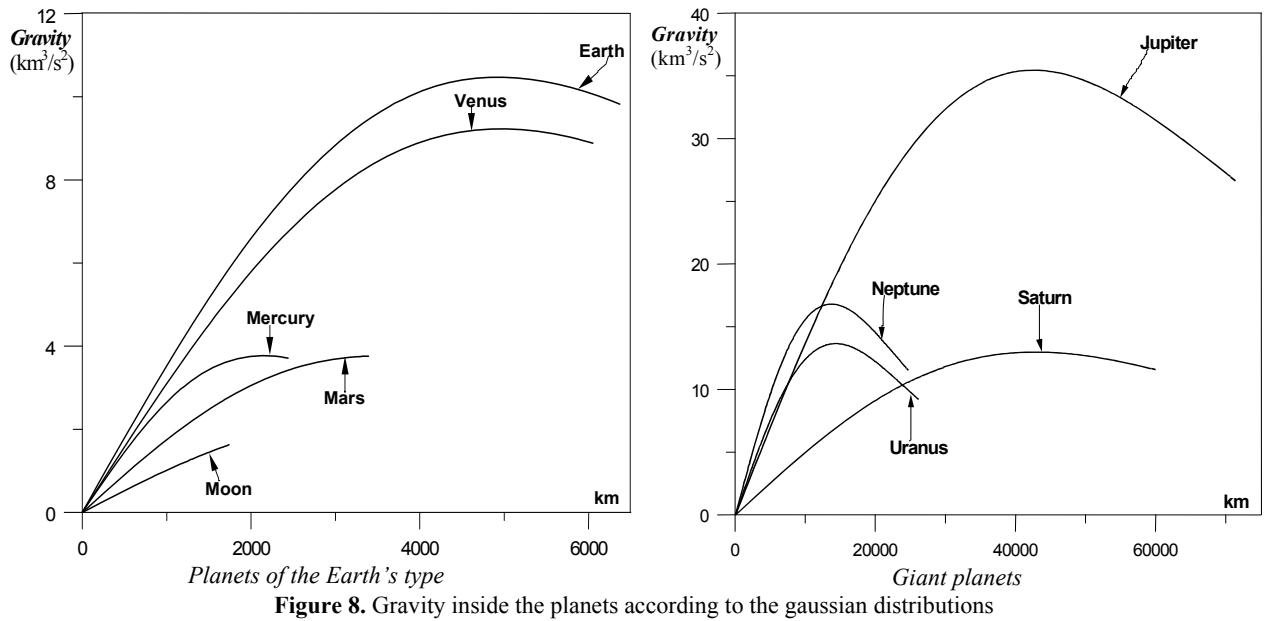 12
Gravity
(km³/s²)
8
4
0
Earth
Venus
Mercury
Mars
Moon
km
0 2000 4000 6000
Planets of the Earth's type
40
Gravity
(km³/s²)
30
20
10
0
Jupiter
Neptune
Saturn
Uranus
km
0 20000 40000 60000
Giant planets
Figure 8. Gravity inside the planets according to the gaussian distributions